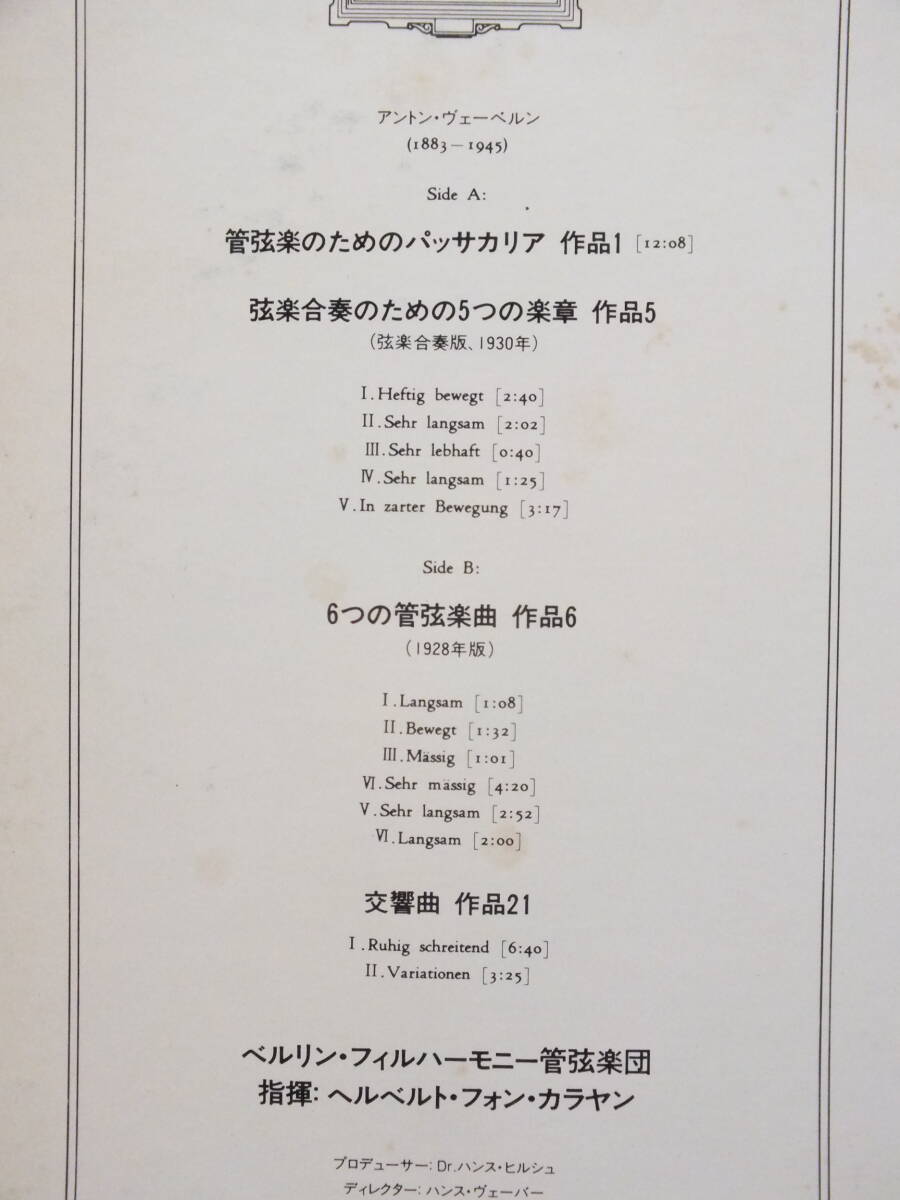 アントン・ヴェーベルン
(1883－1945)
Side A:
管弦楽のためのパッサカリア 作品1 [12:08]
弦楽合奏のための5つの楽章 作品5
(弦楽合奏版、1930年)
I.Heftig bewegt [2:40]
II.Sehr langsam [2:02]
III.Sehr lebhaft [0:40]
IV.Sehr langsam [1:25]
V.In zarter Bewegung [3:17]
Side B:
6つの管弦楽曲 作品6
(1928年版)
I.Langsam [1:08]
II.Bewegt [1:32]
III.Mässig [1:01]
VI.Sehr mässig [4:20]
V.Sehr langsam [2:52]
VI.Langsam [2:00]
交響曲 作品21
I.Ruhig schreitend [6:40]
II.Variationen [3:25]
ベルリン・フィルハーモニー管弦楽団
指揮: ヘルベルト・フォン・カラヤン
プロデューサー: Dr.ハンス・ヒルシュ
ディレクター: ハンス・ヴェーバー